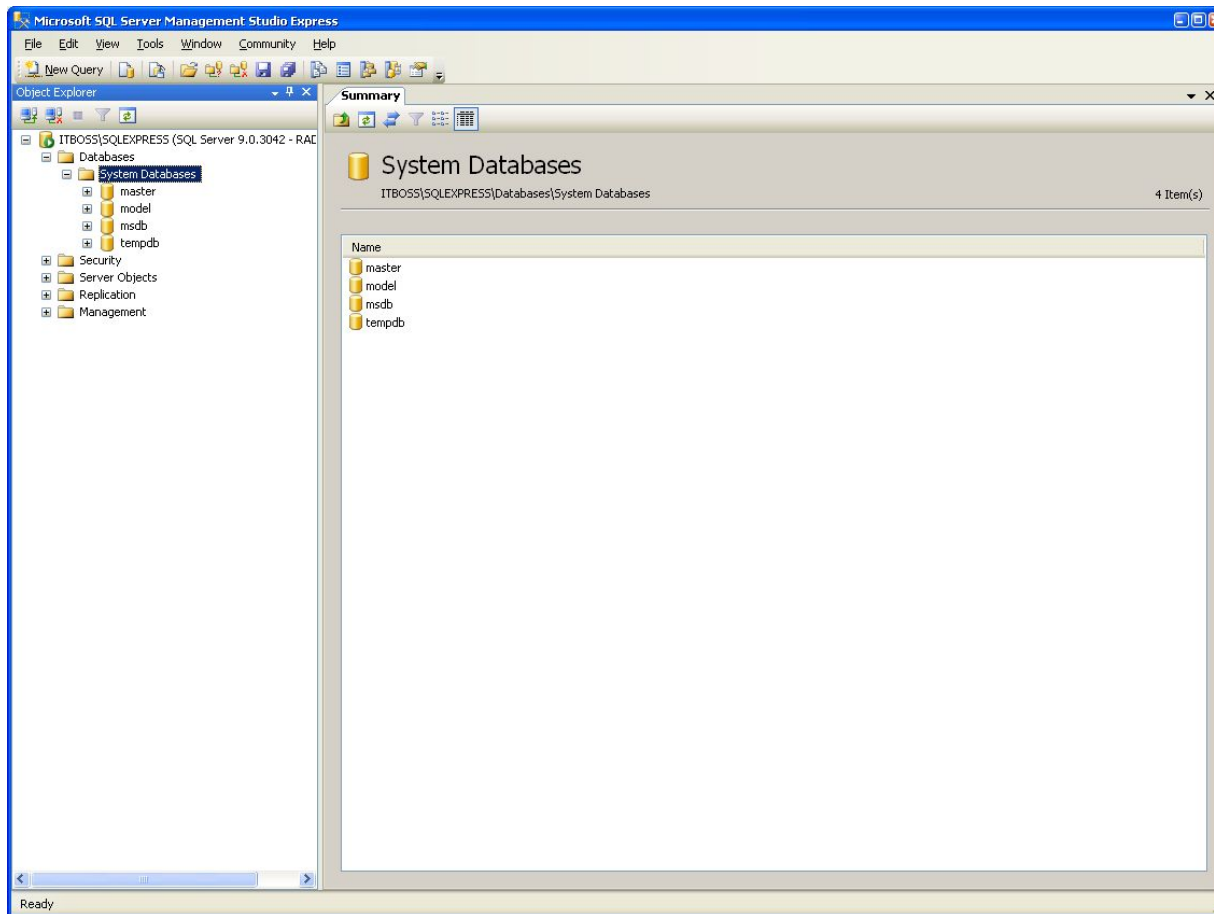 Microsoft SQL Server Management Studio Express
File Edit View Tools Window Community Help
New Query
Object Explorer
ITBOSS\SQLEXPRESS (SQL Server 9.0.3042 - RAD
Databases
System Databases
master
model
msdb
tempdb
Security
Server Objects
Replication
Management
Summary
System Databases
ITBOSS\SQLEXPRESS\Databases\System Databases
4 Item(s)
Name
master
model
msdb
tempdb
Ready